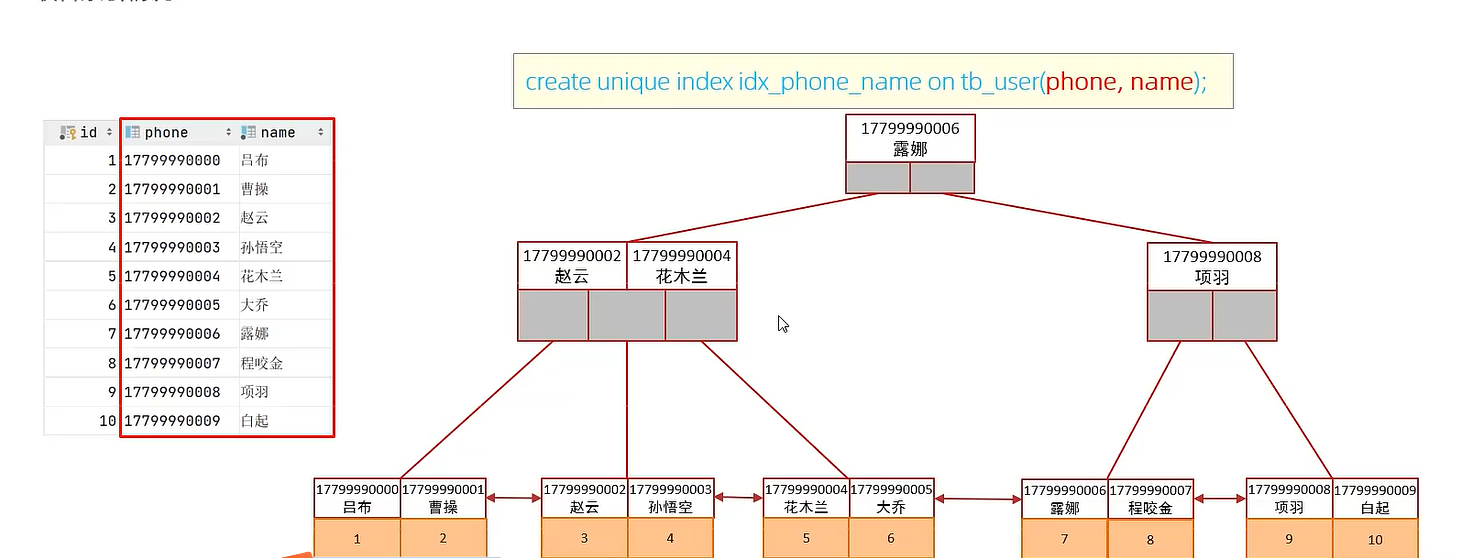 create unique index idx_phone_name on tb_user(phone, name);
id phone name
1 17799990000 吕布
2 17799990001 曹操
3 17799990002 赵云
4 17799990003 孙悟空
5 17799990004 花木兰
6 17799990005 大乔
7 17799990006 露娜
8 17799990007 程咬金
9 17799990008 项羽
10 17799990009 白起
17799990006
露娜
17799990002 17799990004
赵云 花木兰
17799990008
项羽
17799990000 17799990001 17799990002 17799990003 17799990004 17799990005 17799990006 17799990007 17799990008 17799990009
吕布 曹操 赵云 孙悟空 花木兰 大乔 露娜 程咬金 项羽 白起
1 2 3 4 5 6 7 8 9 10